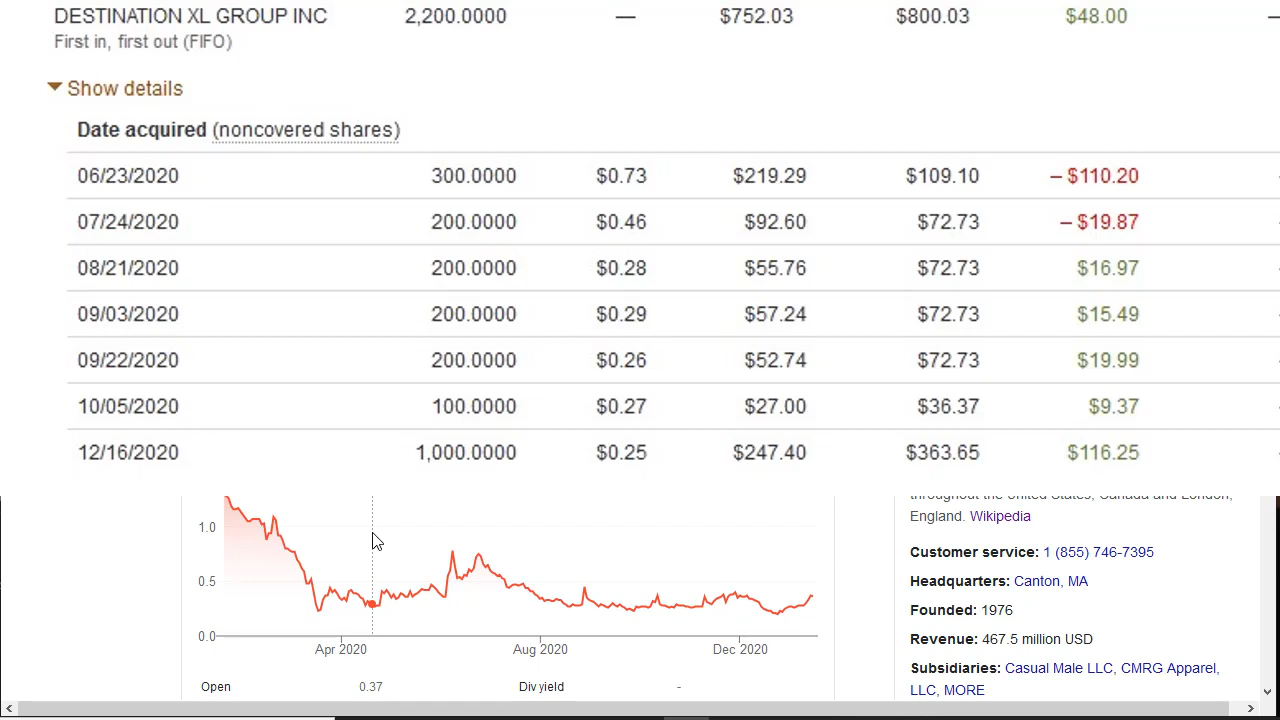 DESTINATION XL GROUP INC 2,200.0000 — $752.03 $800.03 $48.00
First in, first out (FIFO)
Show details
Date acquired (noncovered shares)
06/23/2020 300.0000 $0.73 $219.29 $109.10 – $110.20
07/24/2020 200.0000 $0.46 $92.60 $72.73 – $19.87
08/21/2020 200.0000 $0.28 $55.76 $72.73 $16.97
09/03/2020 200.0000 $0.29 $57.24 $72.73 $15.49
09/22/2020 200.0000 $0.26 $52.74 $72.73 $19.99
10/05/2020 100.0000 $0.27 $27.00 $36.37 $9.37
12/16/2020 1,000.0000 $0.25 $247.40 $363.65 $116.25
1.0
0.5
0.0
Apr 2020 Aug 2020 Dec 2020
Open 0.37 Div yield -
throughout the United States, Canada and London,
England. Wikipedia
Customer service: 1 (855) 746-7395
Headquarters: Canton, MA
Founded: 1976
Revenue: 467.5 million USD
Subsidiaries: Casual Male LLC, CMRG Apparel,
LLC, MORE